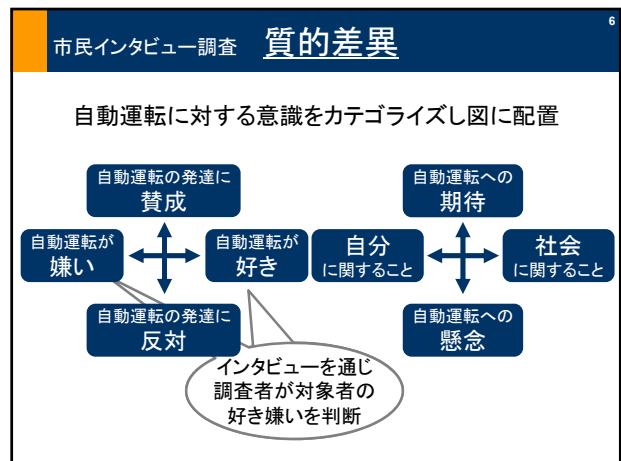 6
市民インタビュー調査 質的差異
自動運転に対する意識をカテゴライズし図に配置
自動運転の発達に
賛成
自動運転が
嫌い
自動運転が
好き
自動運転の発達に
反対
インタビューを通じ
調査者が対象者の
好き嫌いを判断
自動運転への
期待
自分
に関すること
社会
に関すること
自動運転への
懸念